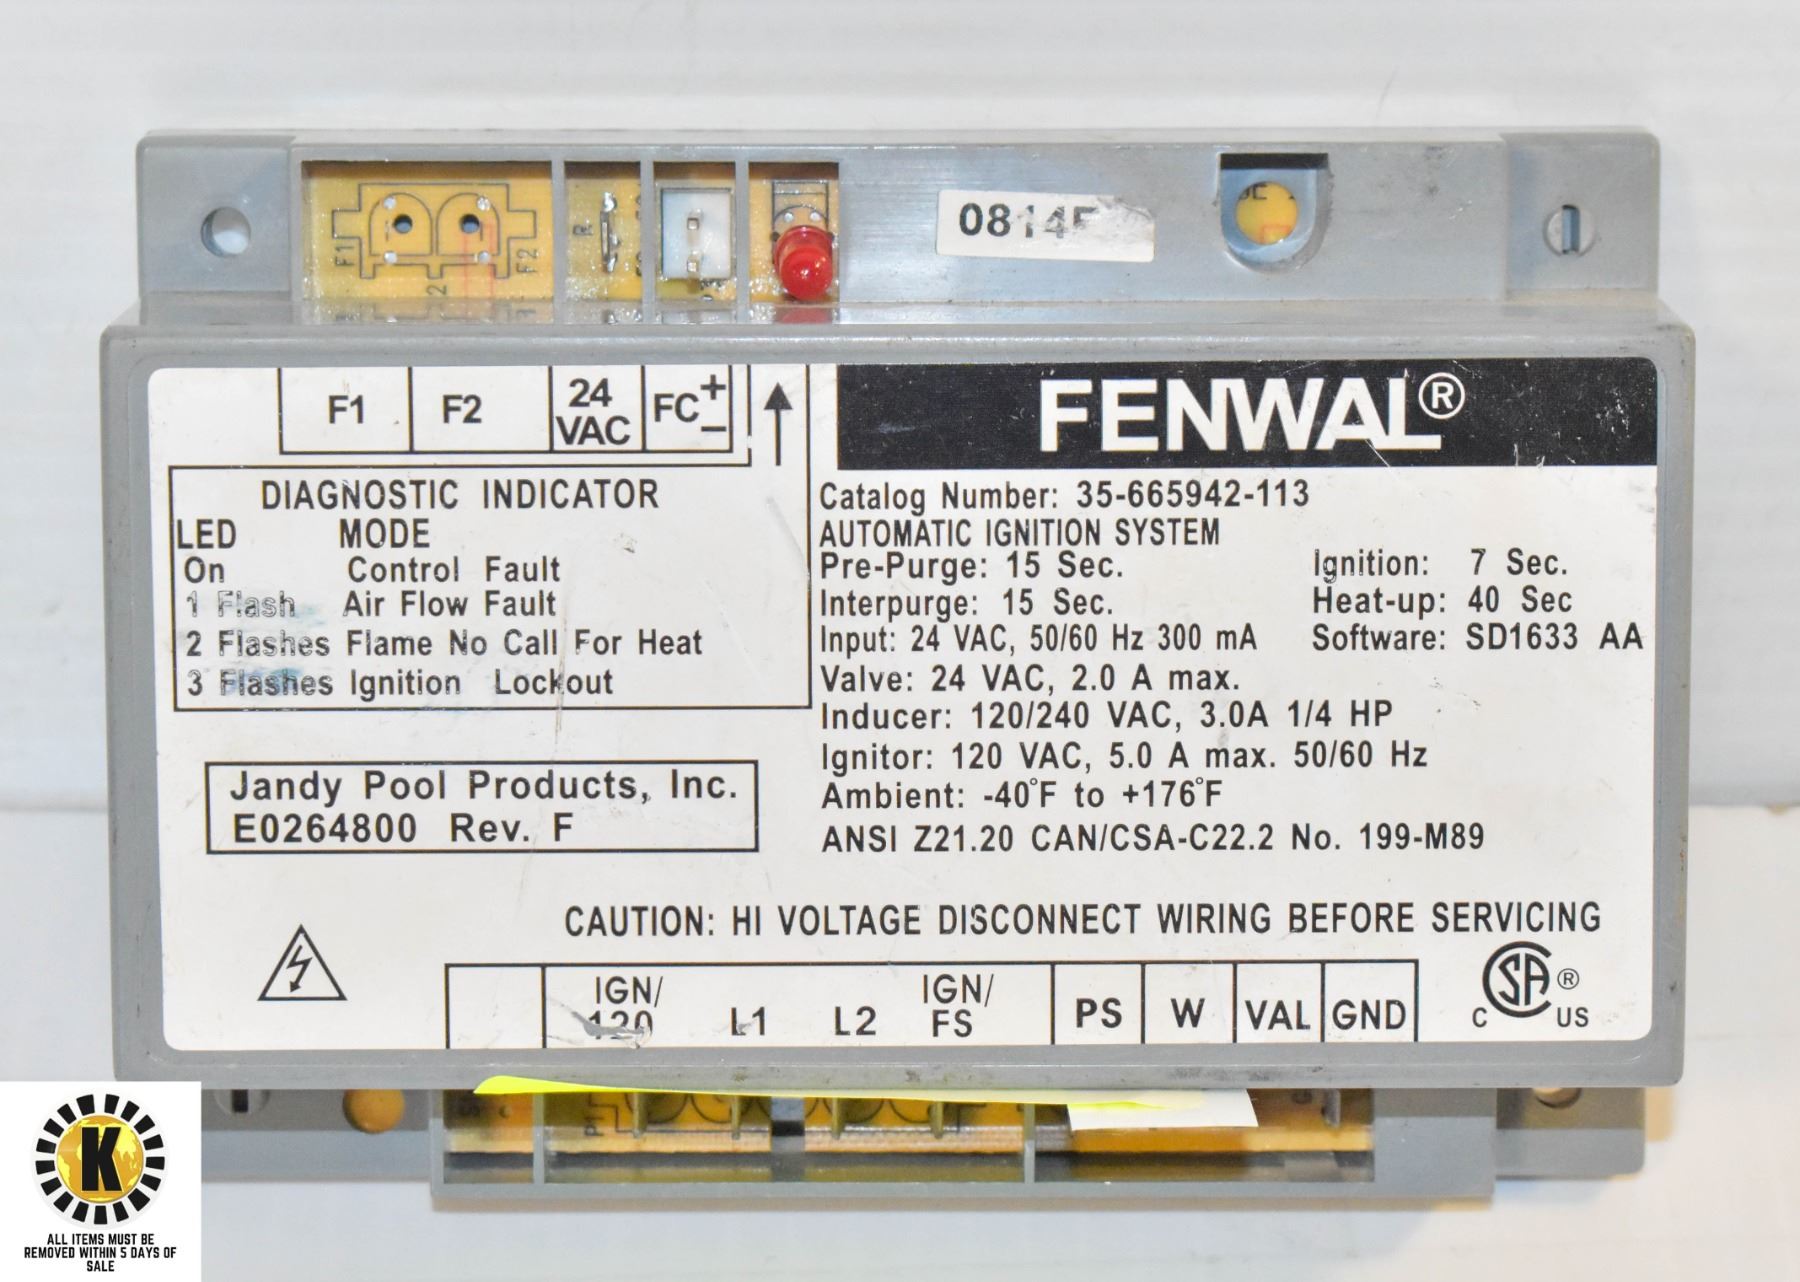 F1
F2
2
R
0814F
F1
F2
24
VAC
FC + -
FENWAL®
DIAGNOSTIC INDICATOR
LED MODE
On Control Fault
1 Flash Air Flow Fault
2 Flashes Flame No Call For Heat
3 Flashes Ignition Lockout
Catalog Number: 35-665942-113
AUTOMATIC IGNITION SYSTEM
Pre-Purge: 15 Sec. Ignition: 7 Sec.
Interpurge: 15 Sec. Heat-up: 40 Sec
Input: 24 VAC, 50/60 Hz 300 mA Software: SD1633 AA
Valve: 24 VAC, 2.0 A max.
Inducer: 120/240 VAC, 3.0A 1/4 HP
Ignitor: 120 VAC, 5.0 A max. 50/60 Hz
Ambient: -40°F to +176°F
ANSI Z21.20 CAN/CSA-C22.2 No. 199-M89
Jandy Pool Products, Inc.
E0264800 Rev. F
CAUTION: HI VOLTAGE DISCONNECT WIRING BEFORE SERVICING
IGN/
120
L1
L2
IGN/
FS
PS
W
VAL
GND
C SA ® US
P1
K
ALL ITEMS MUST BE
REMOVED WITHIN 5 DAYS OF
SALE